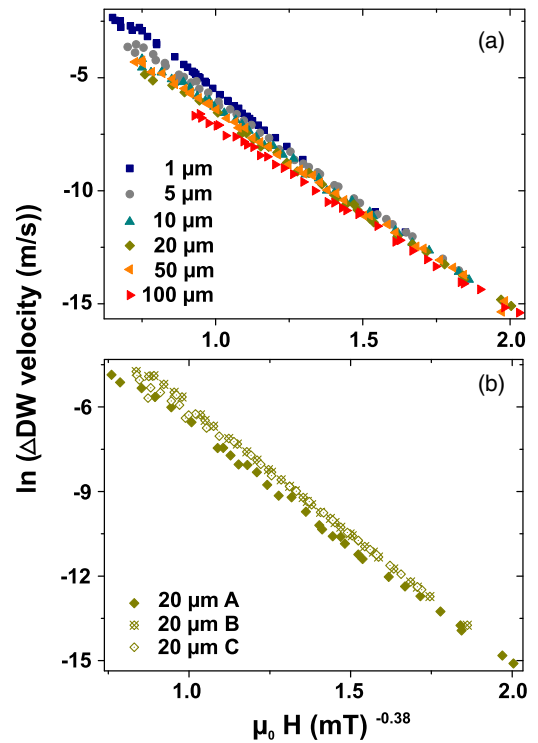 (a)
-5
-10
-15
1 µm
5 µm
10 µm
20 µm
50 µm
100 µm
1.0
1.5
2.0
ln (△DW velocity (m/s))
(b)
-6
-9
-12
-15
20 µm A
20 µm B
20 µm C
1.0
1.5
2.0
µ₀ H (mT) ⁻⁰·³⁸